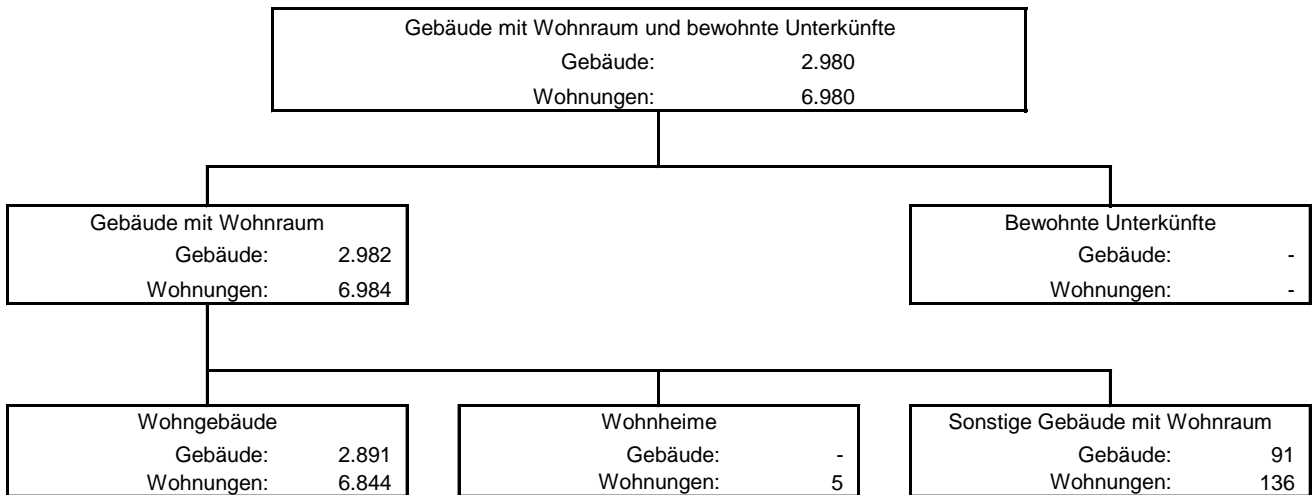 Gebäude mit Wohnraum und bewohnte Unterkünfte
Gebäude: 2.980
Wohnungen: 6.980
Gebäude mit Wohnraum
Gebäude: 2.982
Wohnungen: 6.984
Bewohnte Unterkünfte
Gebäude: -
Wohnungen: -
Wohngebäude
Gebäude: 2.891
Wohnungen: 6.844
Wohnheime
Gebäude: -
Wohnungen: 5
Sonstige Gebäude mit Wohnraum
Gebäude: 91
Wohnungen: 136